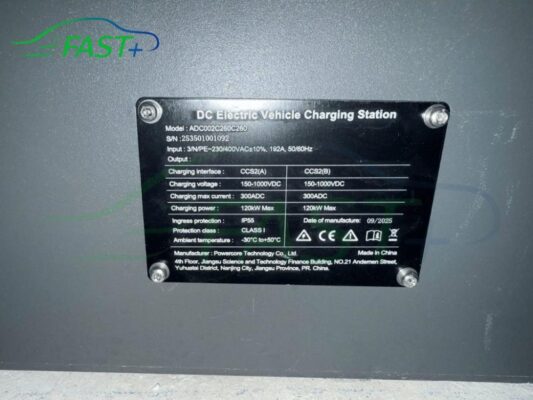 FAST+
DC Electric Vehicle Charging Station
Model : ADC002C260C260
S/N : 253501001092
Input : 3/N/PE~230/400VAC±10%, 192A, 50/60Hz
Output :
Charging interface : CCS2(A) CCS2(B)
Charging voltage : 150-1000VDC 150-1000VDC
Charging max current : 300ADC 300ADC
Charging power : 120kW Max 120kW Max
Ingress protection : IP55 Date of manufacture: 09/2025
Protection class : CLASS I
Ambient temperature : -30°C to+50°C CE
Manufacturer : Powercore Technology Co., Ltd. Made in China
4th Floor, Jiangsu Science and Technology Finance Building, NO.21 Andemen Street,
Yuhuatai District, Nanjing City, Jiangsu Province, PR. China.